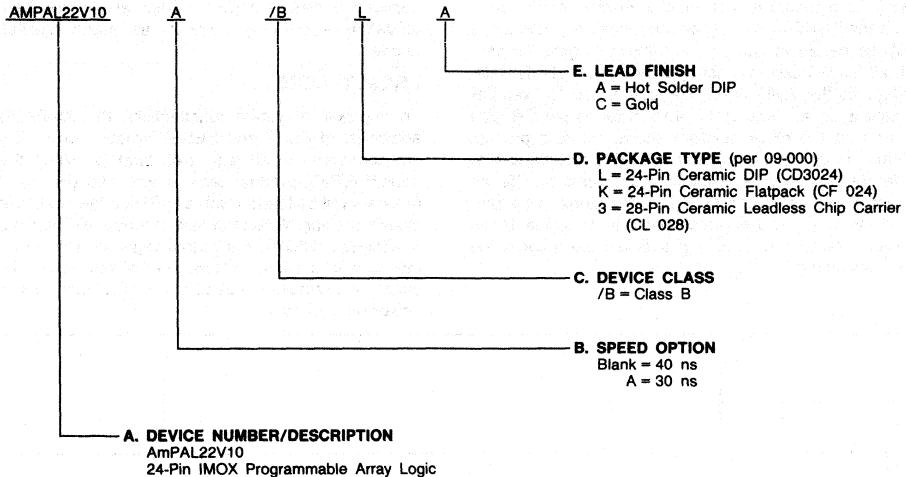 AMPAL22V10 A /B L A
E. LEAD FINISH
A = Hot Solder DIP
C = Gold
D. PACKAGE TYPE (per 09-000)
L = 24-Pin Ceramic DIP (CD3024)
K = 24-Pin Ceramic Flatpack (CF 024)
3 = 28-Pin Ceramic Leadless Chip Carrier
(CL 028)
C. DEVICE CLASS
/B = Class B
B. SPEED OPTION
Blank = 40 ns
A = 30 ns
A. DEVICE NUMBER/DESCRIPTION
AmPAL22V10
24-Pin IMOX Programmable Array Logic